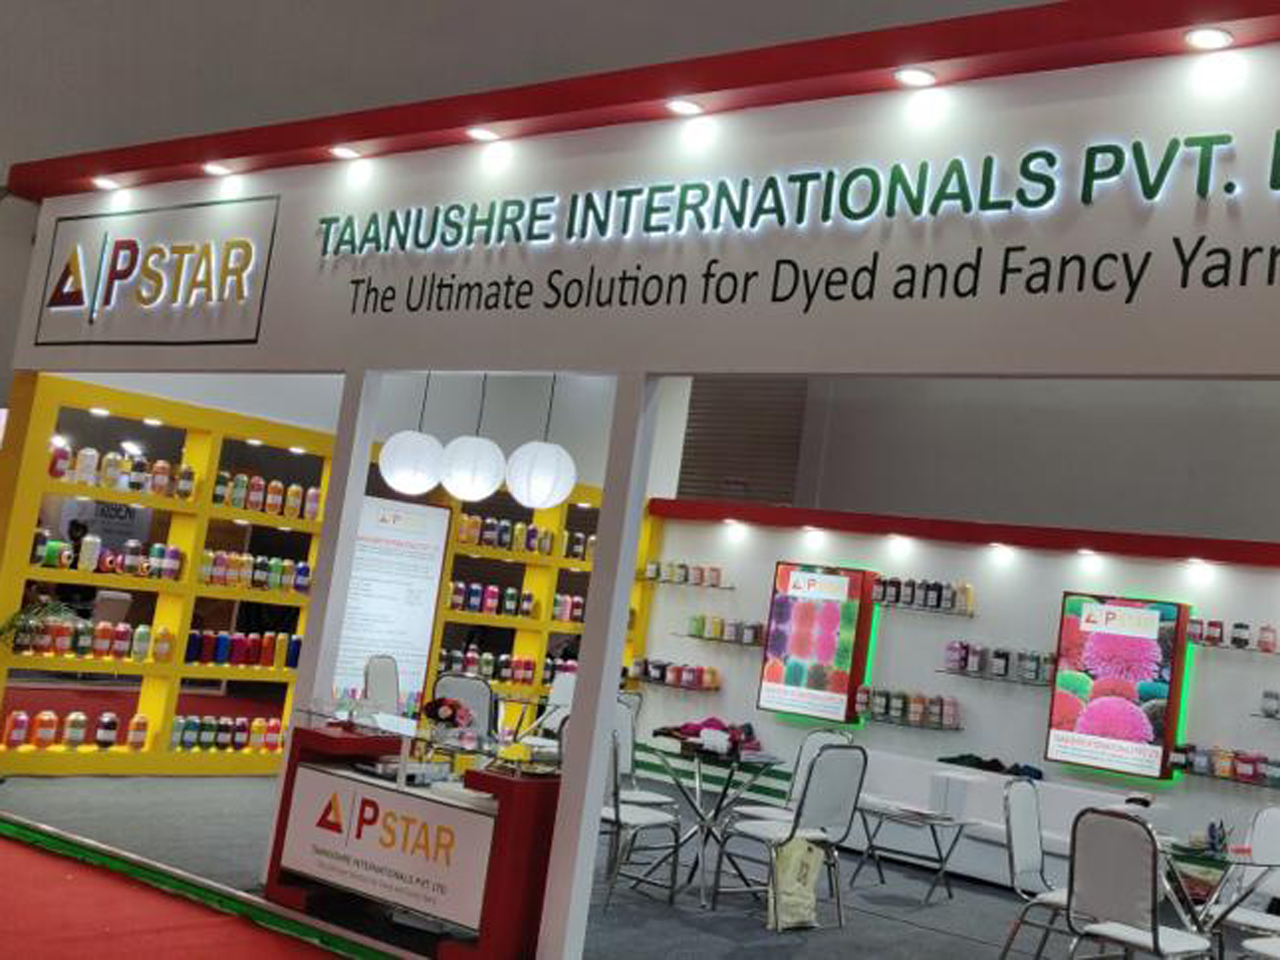 PSTAR
TAANUSHRE INTERNATIONALS PVT.
The Ultimate Solution for Dyed and Fancy Yarn
PSTAR
PSTAR
PSTAR
PSTAR
TAANUSHRE INTERNATIONALS PVT. LTD.